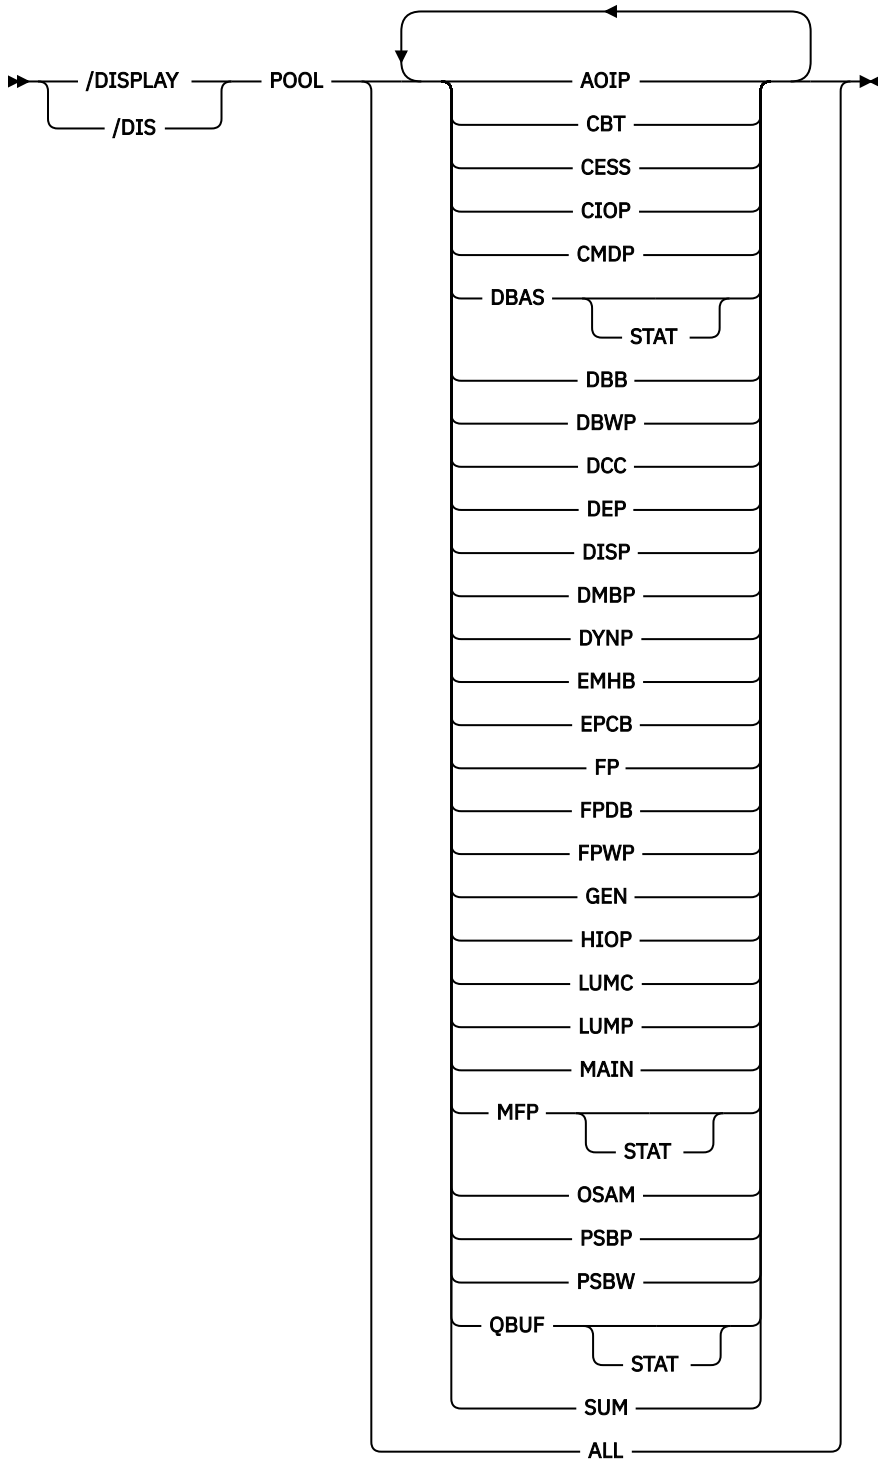 /DISPLAY POOL AOIP
/DIS CBT
CESS
CIOP
CMDP
DBAS
STAT
DBB
DBWP
DCC
DEP
DISP
DMBP
DYNP
EMHB
EPCB
FP
FPDB
FPWP
GEN
HIOP
LUMC
LUMP
MAIN
MFP
STAT
OSAM
PSBP
PSBW
QBUF
STAT
SUM
ALL